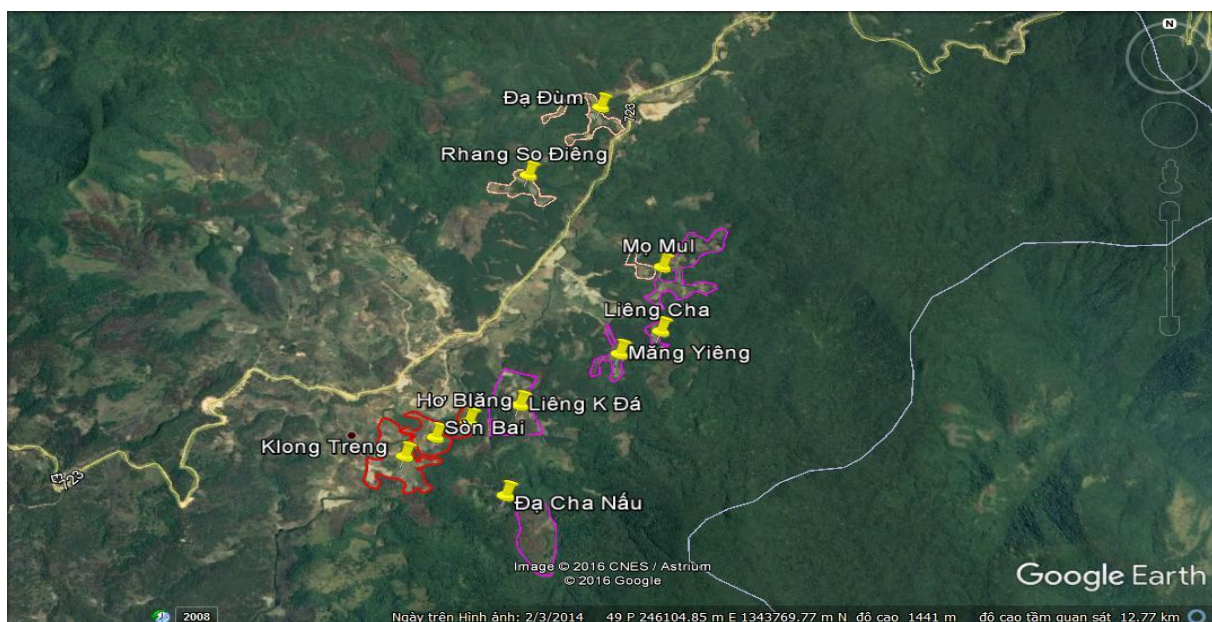 N
Đạ Đùm
723
Rhang So Điêng
Mọ Mul
Liêng Cha
Măng Yiêng
Hơ Blăng
Liêng K Đá
Sòn Bai
Klong Treng
723
Đạ Cha Nấu
Image © 2016 CNES / Astrium
© 2016 Google
Google Earth
2008
Ngày trên Hình ảnh: 2/3/2014 49 P 246104.85 m E 1343769.77 m N độ cao 1441 m độ cao tầm quan sát 12.77 km